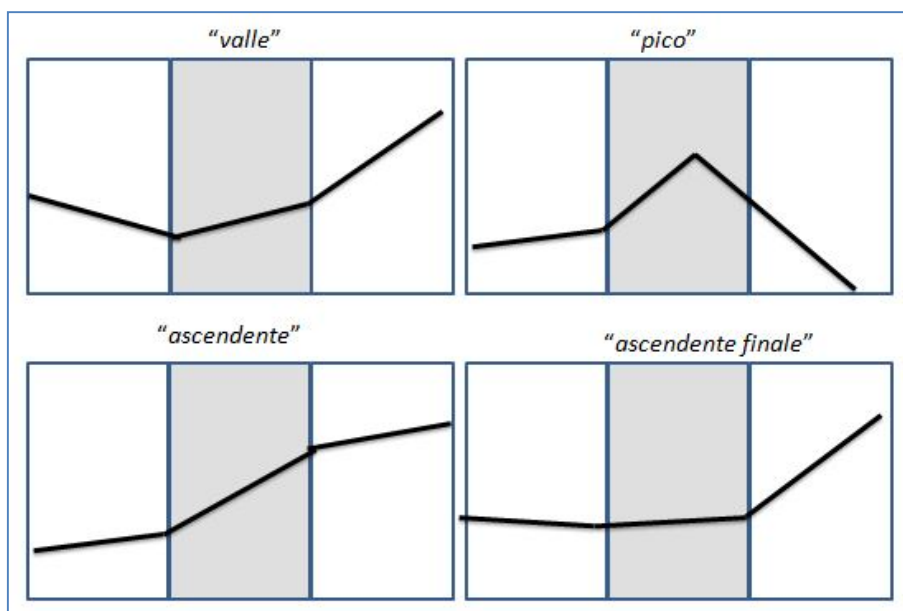 “valle”
“pico”
“ascendente”
“ascendente finale”